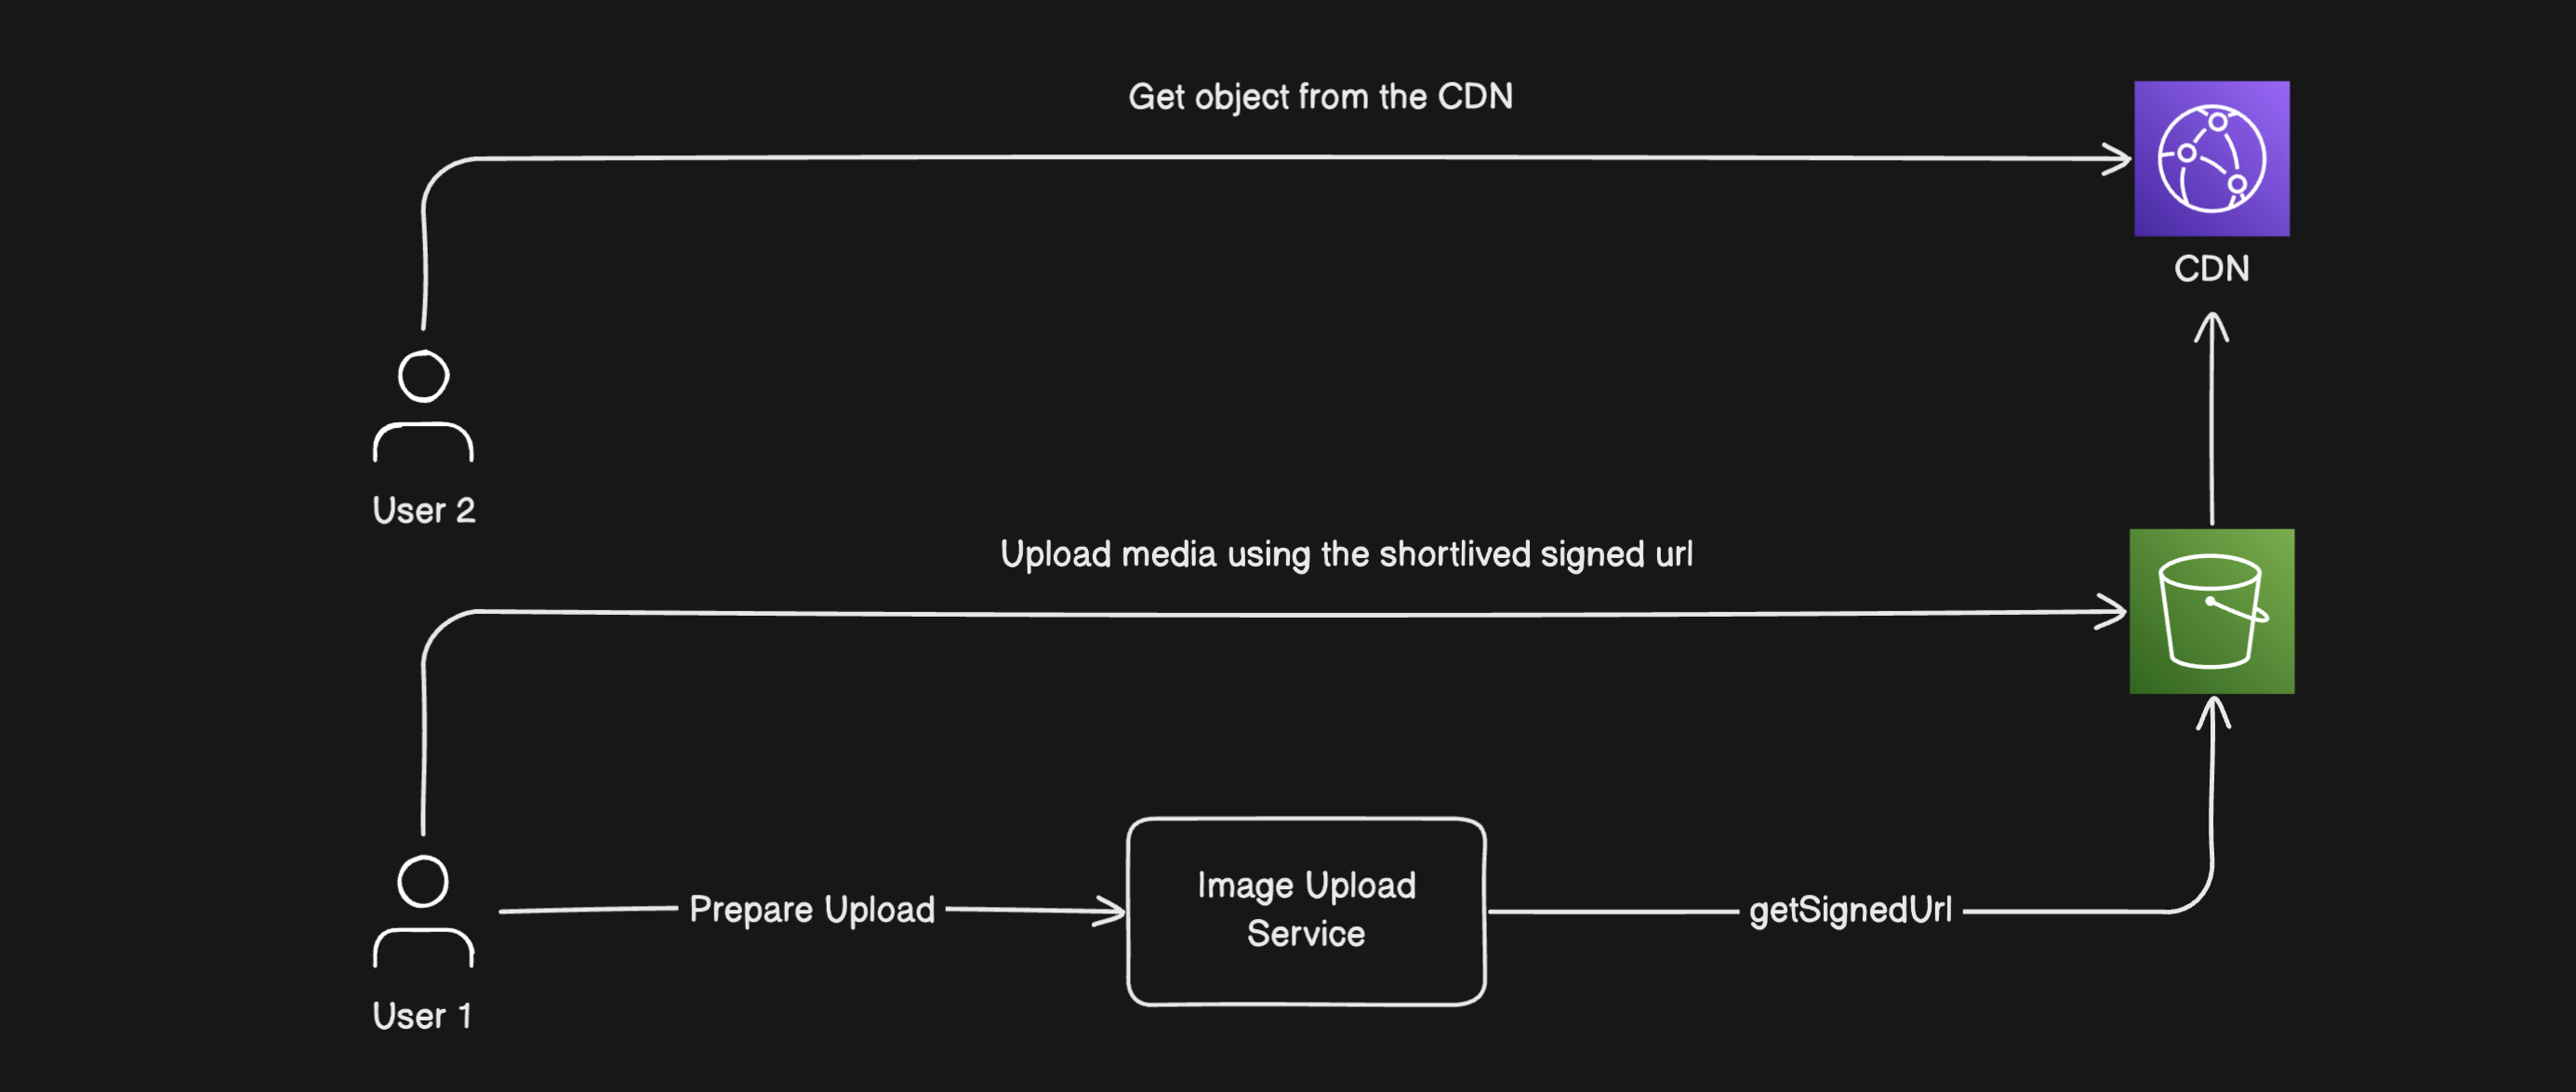 Get object from the CDN
CDN
User 2
Upload media using the shortlived signed url
Prepare Upload
Image Upload
Service
getSignedUrl
User 1